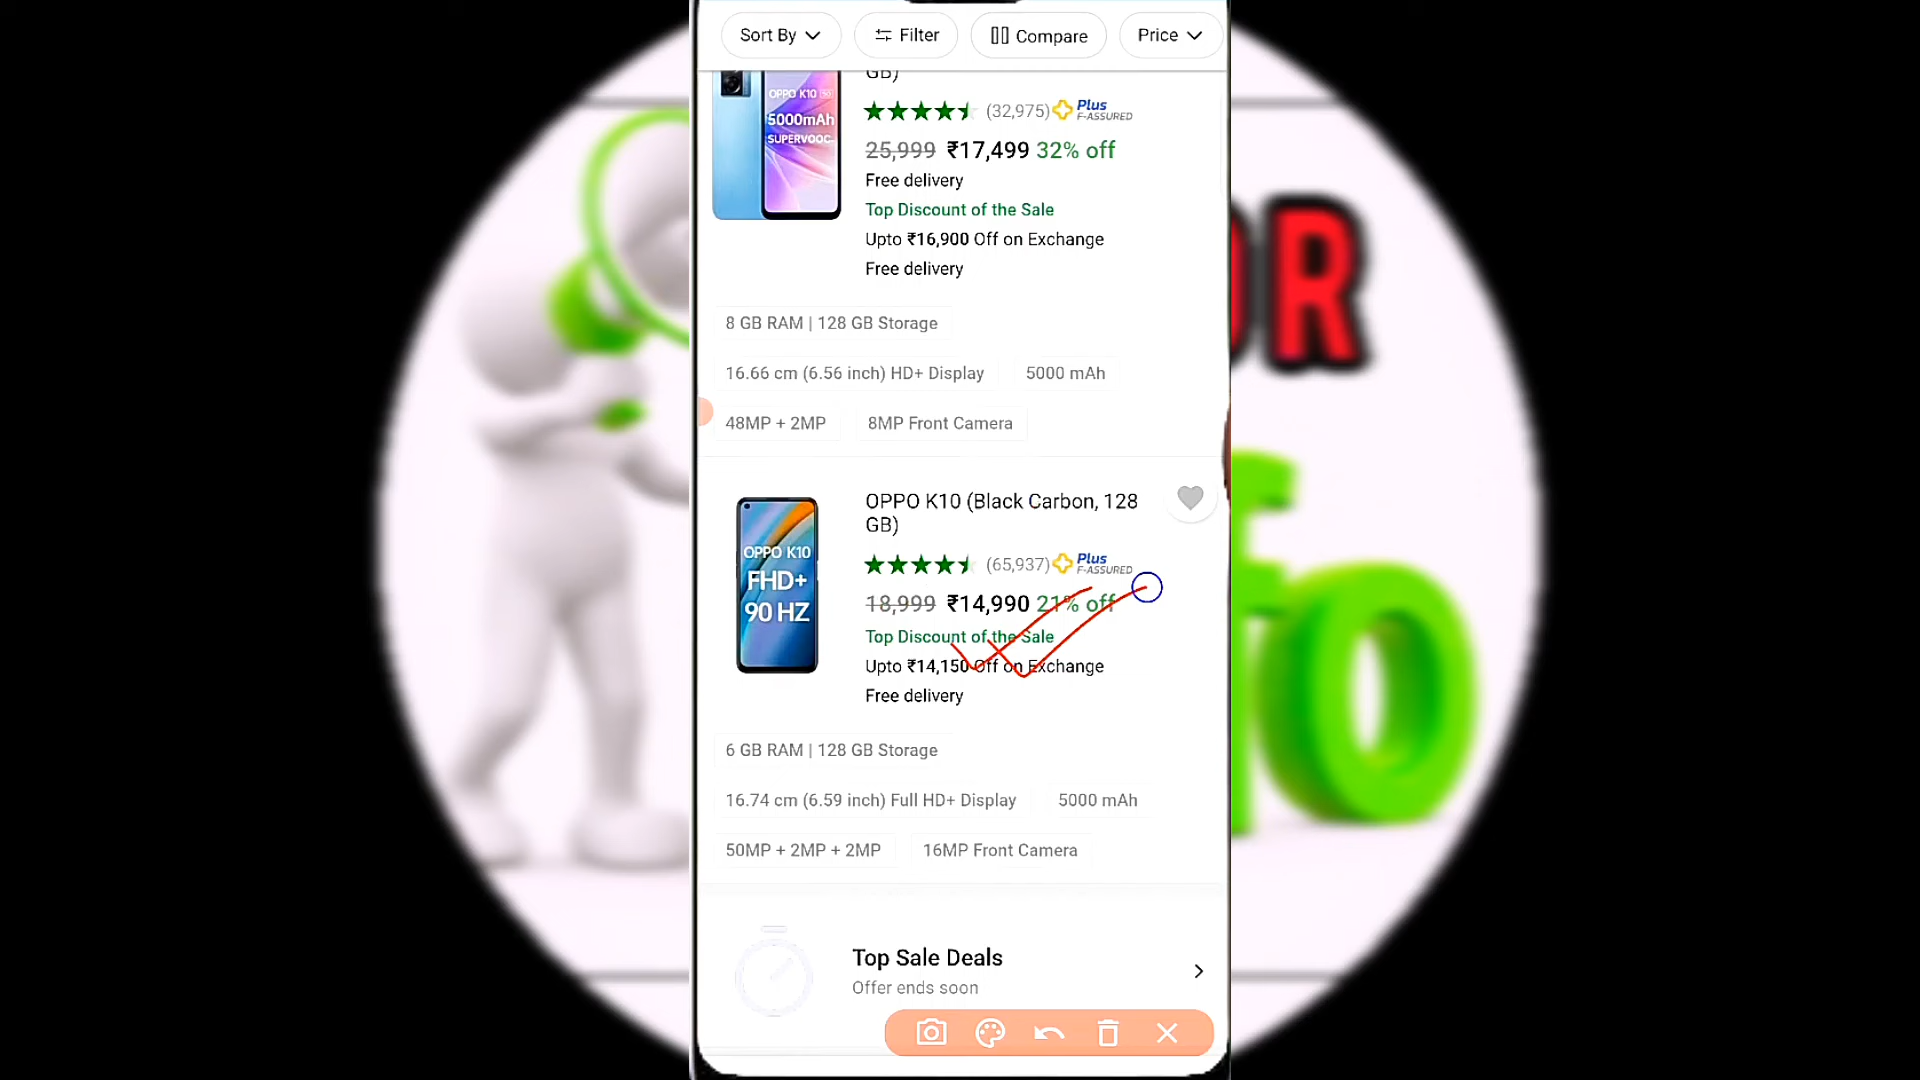 Sort By
Filter
Compare
Price
GB)
OPPO K10 5G
5000mAh
SUPERVOOC
(32,975) Plus
F-ASSURED
25,999 ₹17,499 32% off
Free delivery
Top Discount of the Sale
Upto ₹16,900 Off on Exchange
Free delivery
8 GB RAM | 128 GB Storage
16.66 cm (6.56 inch) HD+ Display
5000 mAh
48MP + 2MP
8MP Front Camera
OPPO K10
FHD+
90 HZ
OPPO K10 (Black Carbon, 128
GB)
(65,937) Plus
F-ASSURED
18,999 ₹14,990 21% off
Top Discount of the Sale
Upto ₹14,150 Off on Exchange
Free delivery
6 GB RAM | 128 GB Storage
16.74 cm (6.59 inch) Full HD+ Display
5000 mAh
50MP + 2MP + 2MP
16MP Front Camera
Top Sale Deals
Offer ends soon